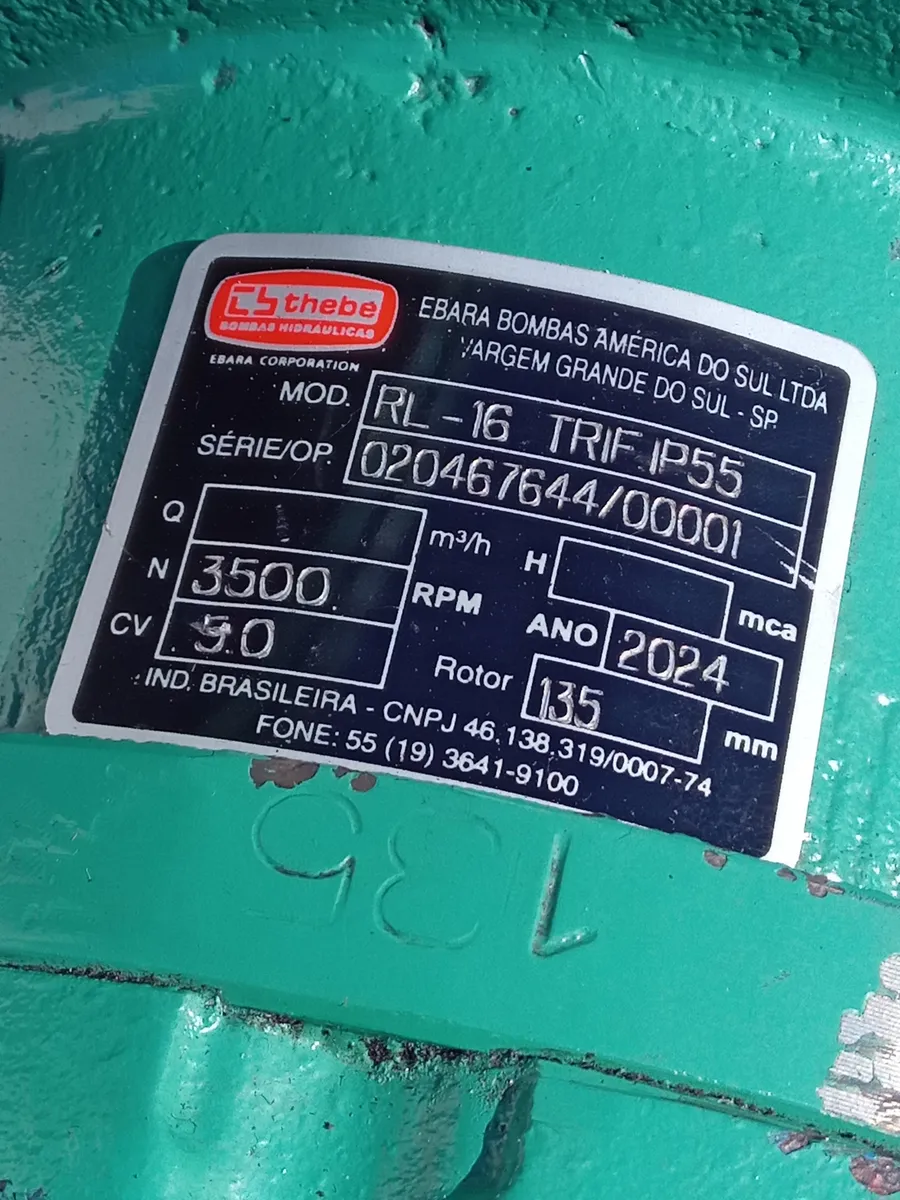 thebe
BOMBAS HIDRÁULICAS
EBARA CORPORATION
EBARA BOMBAS AMÉRICA DO SUL LTDA
VARGEM GRANDE DO SUL - SP
MOD. RL-16 TRIF IP55
SÉRIE/OP. 020467644/00001
Q m³/h H mca
N 3500 RPM ANO 2024
CV 5.0 Rotor 135 mm
IND. BRASILEIRA - CNPJ 46.138.319/0007-74
FONE: 55 (19) 3641-9100
135